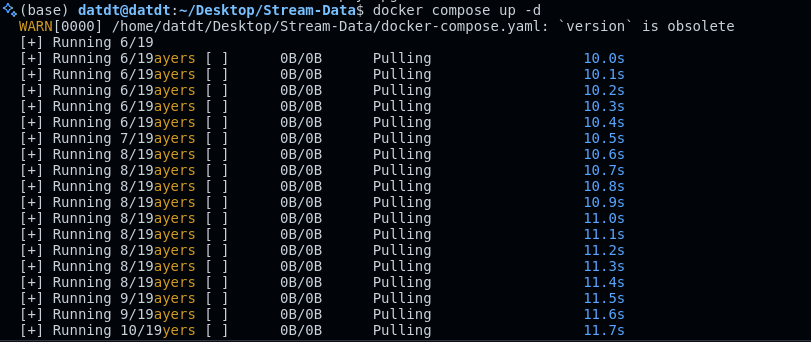 (base) datdt@datdt:~/Desktop/Stream-Data$ docker compose up -d
WARN[0000] /home/datdt/Desktop/Stream-Data/docker-compose.yaml: `version` is obsolete
[+] Running 6/19
[+] Running 6/19ayers [ ] 0B/0B Pulling 10.0s
[+] Running 6/19ayers [ ] 0B/0B Pulling 10.1s
[+] Running 6/19ayers [ ] 0B/0B Pulling 10.2s
[+] Running 6/19ayers [ ] 0B/0B Pulling 10.3s
[+] Running 6/19ayers [ ] 0B/0B Pulling 10.4s
[+] Running 7/19ayers [ ] 0B/0B Pulling 10.5s
[+] Running 8/19ayers [ ] 0B/0B Pulling 10.6s
[+] Running 8/19ayers [ ] 0B/0B Pulling 10.7s
[+] Running 8/19ayers [ ] 0B/0B Pulling 10.8s
[+] Running 8/19ayers [ ] 0B/0B Pulling 10.9s
[+] Running 8/19ayers [ ] 0B/0B Pulling 11.0s
[+] Running 8/19ayers [ ] 0B/0B Pulling 11.1s
[+] Running 8/19ayers [ ] 0B/0B Pulling 11.2s
[+] Running 8/19ayers [ ] 0B/0B Pulling 11.3s
[+] Running 8/19ayers [ ] 0B/0B Pulling 11.4s
[+] Running 9/19ayers [ ] 0B/0B Pulling 11.5s
[+] Running 9/19ayers [ ] 0B/0B Pulling 11.6s
[+] Running 10/19yers [ ] 0B/0B Pulling 11.7s